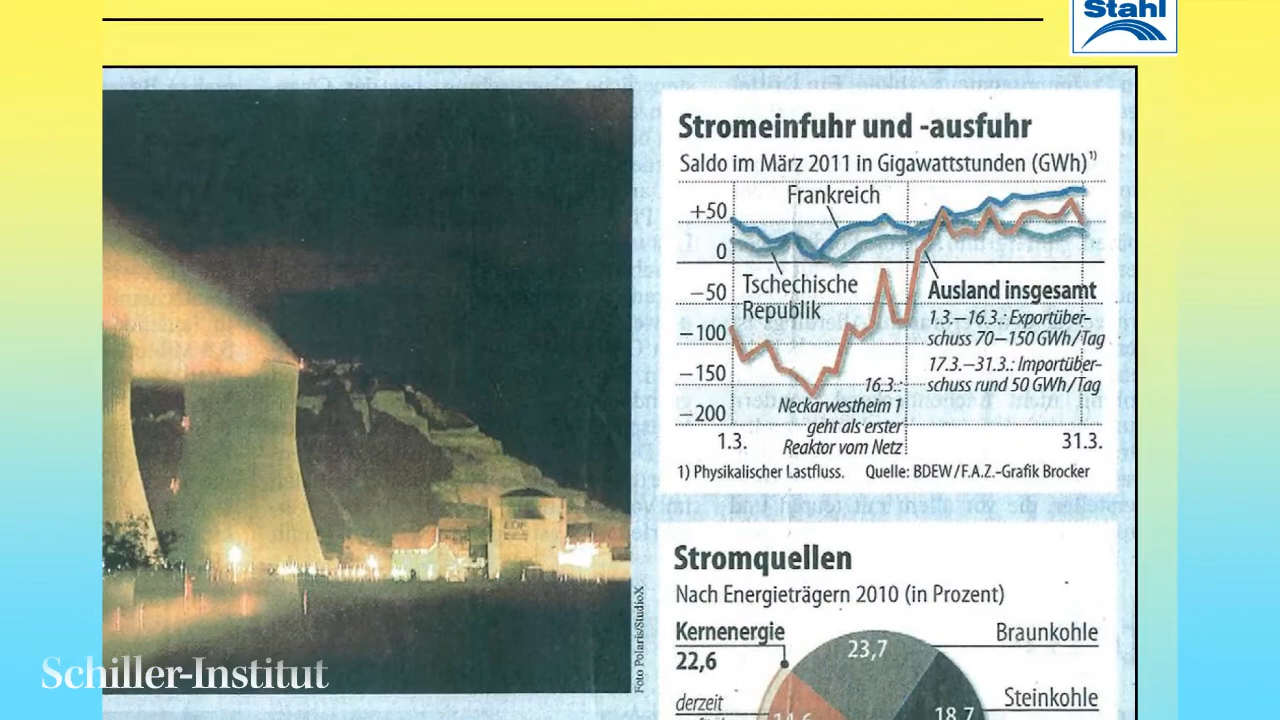 Stahl
Stromeinfuhr und -ausfuhr
Saldo im März 2011 in Gigawattstunden (GWh)¹⁾
Frankreich
+50
0
−50
−100
−150
−200
Tschechische
Republik
Ausland insgesamt
1.3.–16.3.: Exportüber-
schuss 70–150 GWh/Tag
17.3.–31.3.: Importüber-
schuss rund 50 GWh/Tag
16.3.:
Neckarwestheim 1
geht als erster
Reaktor vom Netz
1.3.
31.3.
1) Physikalischer Lastfluss. Quelle: BDEW/F.A.Z.-Grafik Brocker
Foto Polaris/StudioX
Stromquellen
Nach Energieträgern 2010 (in Prozent)
Kernenergie
22,6
Braunkohle
23,7
Steinkohle
18,7
derzeit
Schiller-Institut